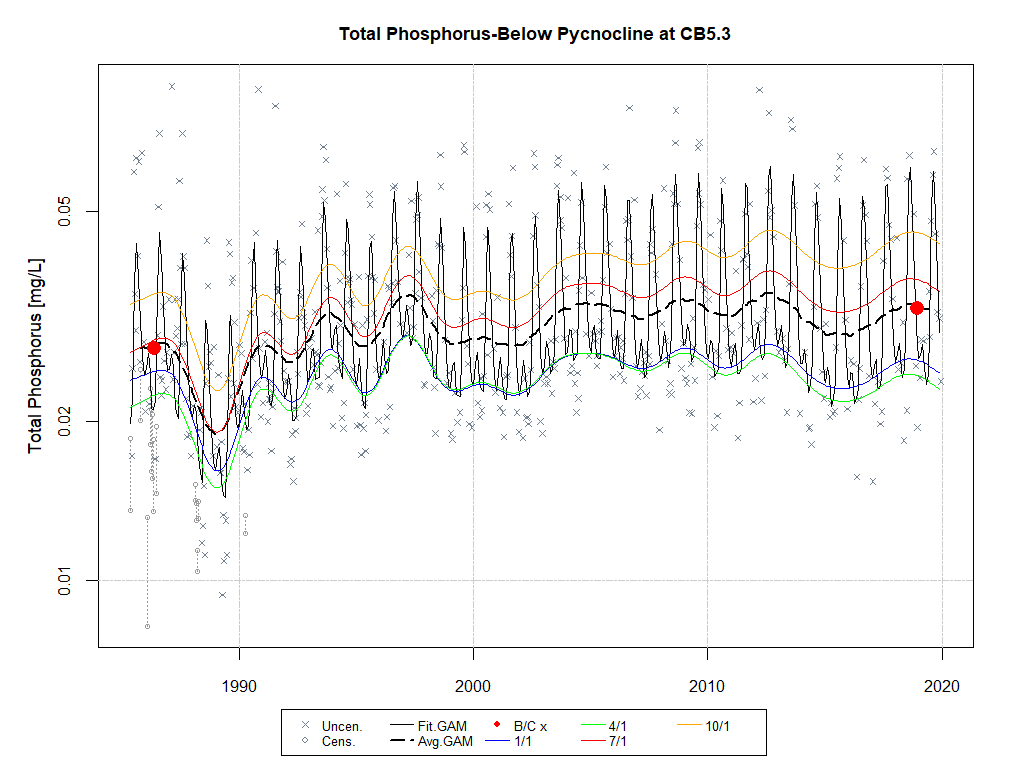 Total Phosphorus-Below Pycnocline at CB5.3
Total Phosphorus [mg/L]
0.05
0.02
0.01
1990 2000 2010 2020
Uncen. Fit.GAM B/C x 4/1 10/1
Cens. Avg.GAM 1/1 7/1